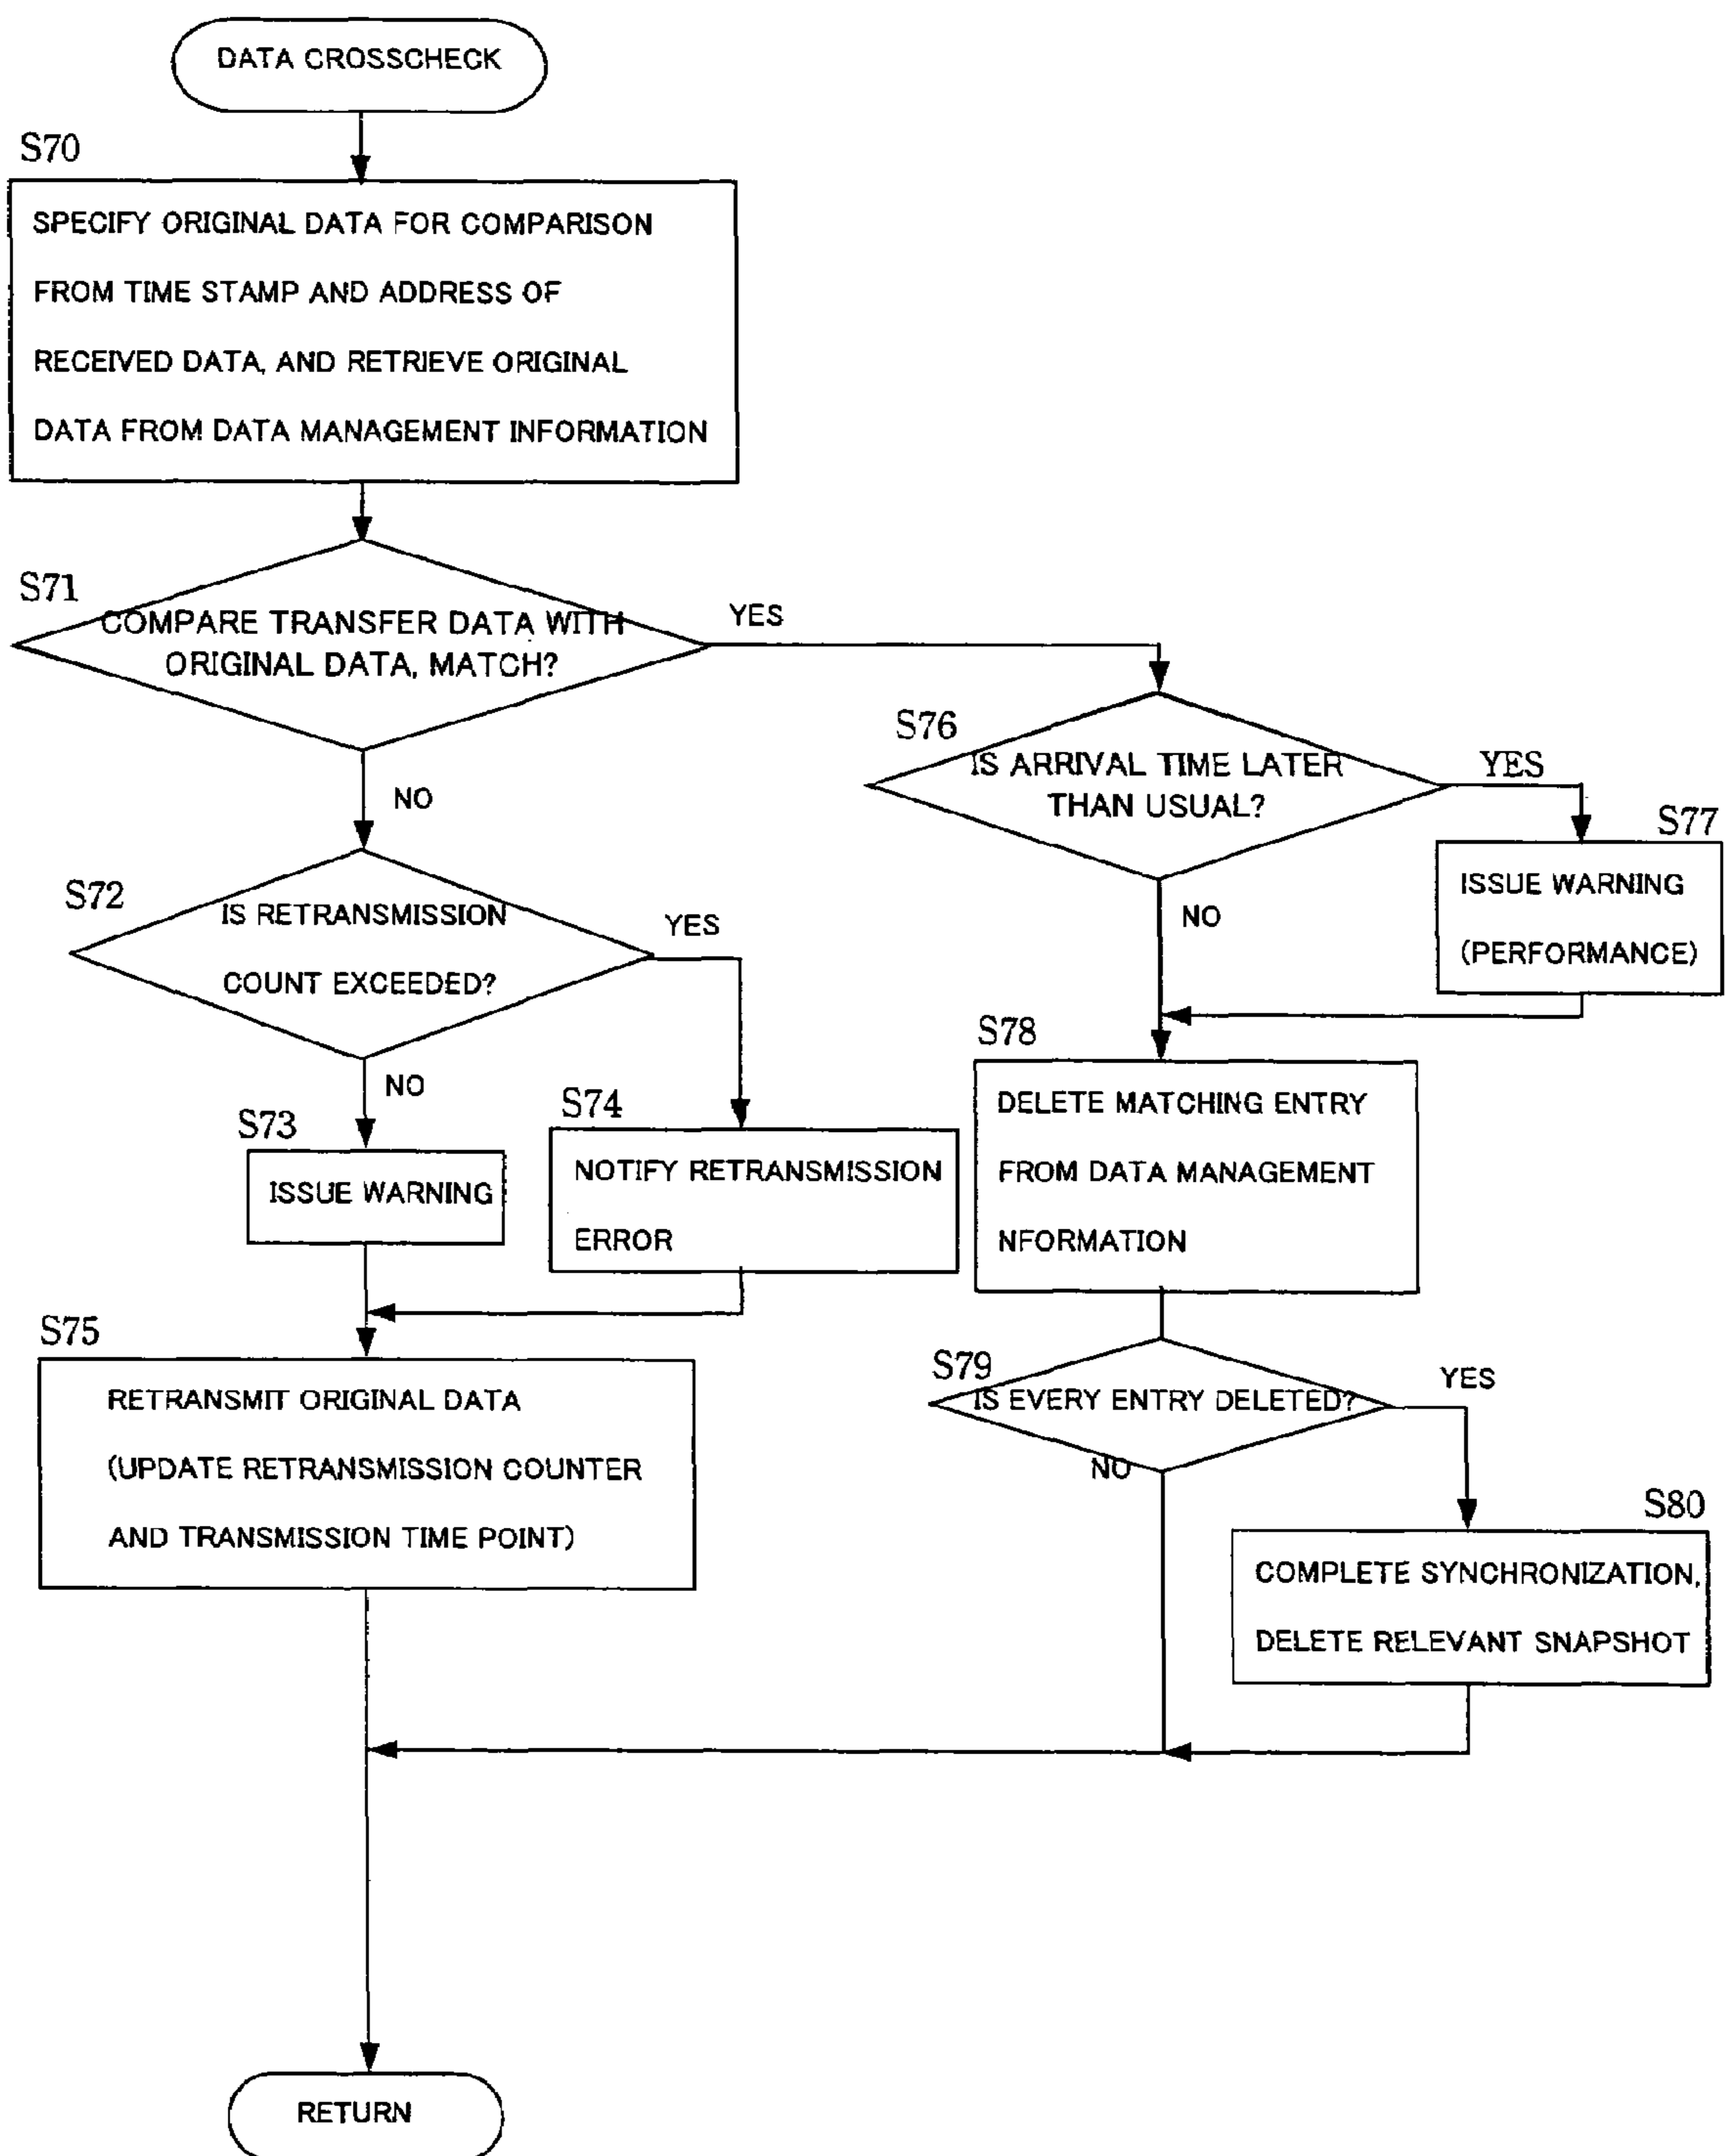 DATA CROSSCHECK
S70
SPECIFY ORIGINAL DATA FOR COMPARISON
FROM TIME STAMP AND ADDRESS OF
RECEIVED DATA, AND RETRIEVE ORIGINAL
DATA FROM DATA MANAGEMENT INFORMATION
S71
COMPARE TRANSFER DATA WITH
ORIGINAL DATA, MATCH?
YES
NO
S72
IS RETRANSMISSION
COUNT EXCEEDED?
YES
NO
S73
ISSUE WARNING
S74
NOTIFY RETRANSMISSION
ERROR
S75
RETRANSMIT ORIGINAL DATA
(UPDATE RETRANSMISSION COUNTER
AND TRANSMISSION TIME POINT)
S76
IS ARRIVAL TIME LATER
THAN USUAL?
YES
NO
S77
ISSUE WARNING
(PERFORMANCE)
S78
DELETE MATCHING ENTRY
FROM DATA MANAGEMENT
NFORMATION
S79
IS EVERY ENTRY DELETED?
YES
NO
S80
COMPLETE SYNCHRONIZATION,
DELETE RELEVANT SNAPSHOT
RETURN